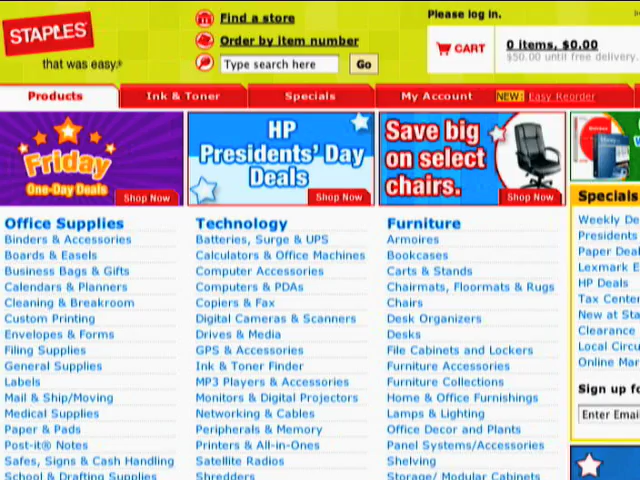 STAPLES
that was easy.®
Find a store
Order by item number
Type search here
Go
Please log in.
CART
0 items, $0.00
$50.00 until free delivery.
Products
Ink & Toner
Specials
My Account
NEW: Easy Reorder
Friday
One-Day Deals
Shop Now
HP
Presidents' Day
Deals
Shop Now
Save big
on select
chairs.
Shop Now
Office Supplies
Binders & Accessories
Boards & Easels
Business Bags & Gifts
Calendars & Planners
Cleaning & Breakroom
Custom Printing
Envelopes & Forms
Filing Supplies
General Supplies
Labels
Mail & Ship/Moving
Medical Supplies
Paper & Pads
Post-it® Notes
Safes, Signs & Cash Handling
School & Drafting Supplies
Technology
Batteries, Surge & UPS
Calculators & Office Machines
Computer Accessories
Computers & PDAs
Copiers & Fax
Digital Cameras & Scanners
Drives & Media
GPS & Accessories
Ink & Toner Finder
MP3 Players & Accessories
Monitors & Digital Projectors
Networking & Cables
Peripherals & Memory
Printers & All-in-Ones
Satellite Radios
Shredders
Furniture
Armoires
Bookcases
Carts & Stands
Chairmats, Floormats & Rugs
Chairs
Desk Organizers
Desks
File Cabinets and Lockers
Furniture Accessories
Furniture Collections
Home & Office Furnishings
Lamps & Lighting
Office Decor and Plants
Panel Systems/Accessories
Shelving
Storage/ Modular Cabinets
Specials
Weekly De
Presidents
Paper Deal
Lexmark E
HP Deals
Tax Center
New at Sta
Clearance
Local Circu
Online Mar
Sign up fo
Enter Emai